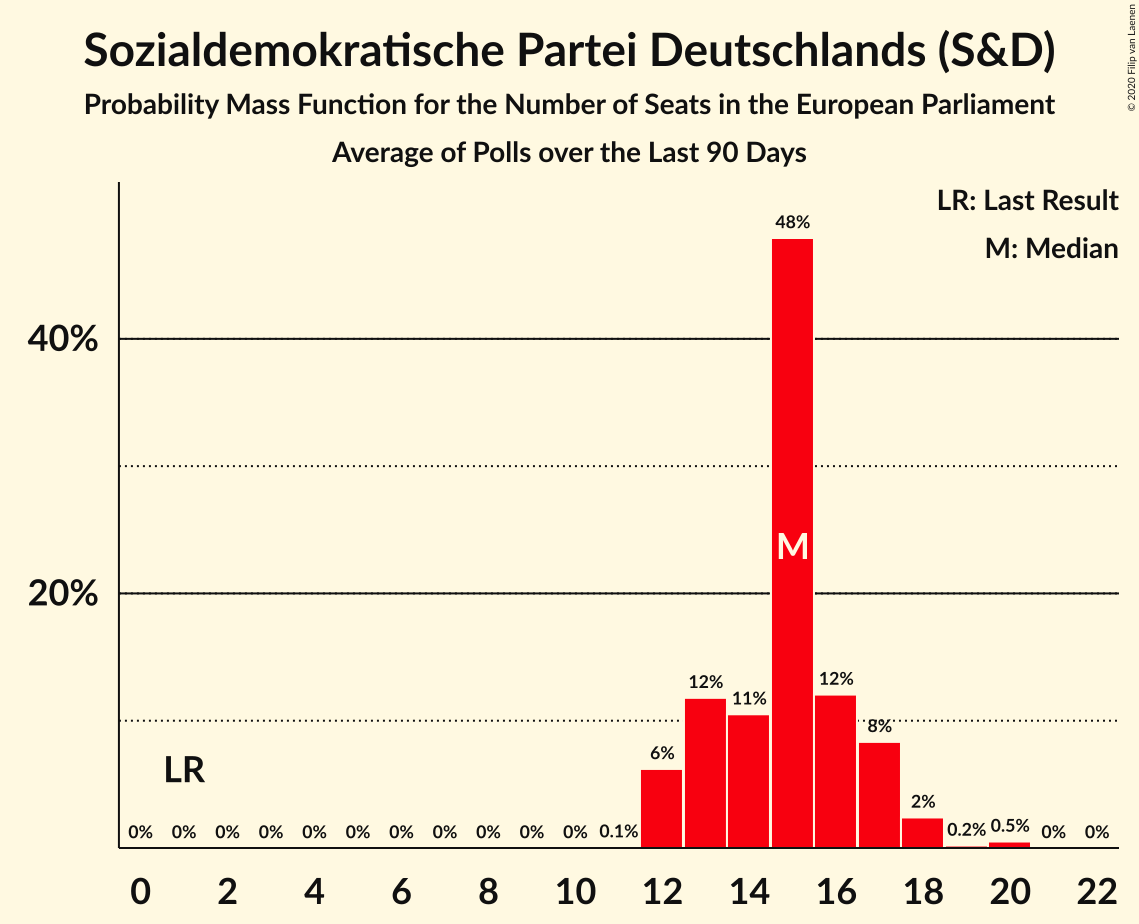 Sozialdemokratische Partei Deutschlands (S&D)
Probability Mass Function for the Number of Seats in the European Parliament
Average of Polls over the Last 90 Days
© 2020 Filip van Laenen
LR: Last Result
M: Median
48%
40%
M
20%
12%
12%
11%
8%
6%
LR
2%
0% 0% 0% 0% 0% 0% 0% 0% 0% 0% 0% 0.1% 0.2% 0.5% 0% 0%
0 2 4 6 8 10 12 14 16 18 20 22